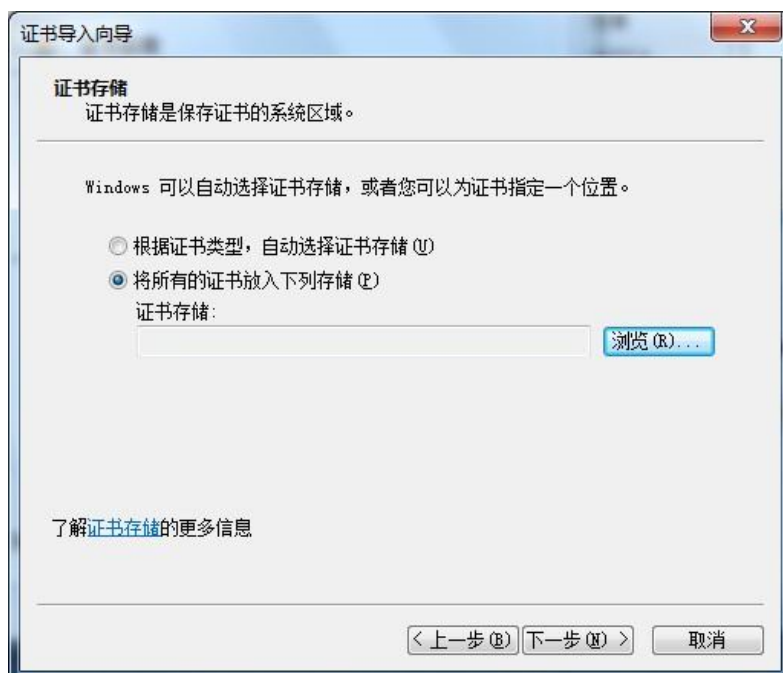 证书导入向导
证书存储
证书存储是保存证书的系统区域。
Windows 可以自动选择证书存储，或者您可以为证书指定一个位置。
根据证书类型，自动选择证书存储(U)
将所有的证书放入下列存储(P)
证书存储:
浏览(R)...
了解证书存储的更多信息
< 上一步(B) 下一步(N) > 取消